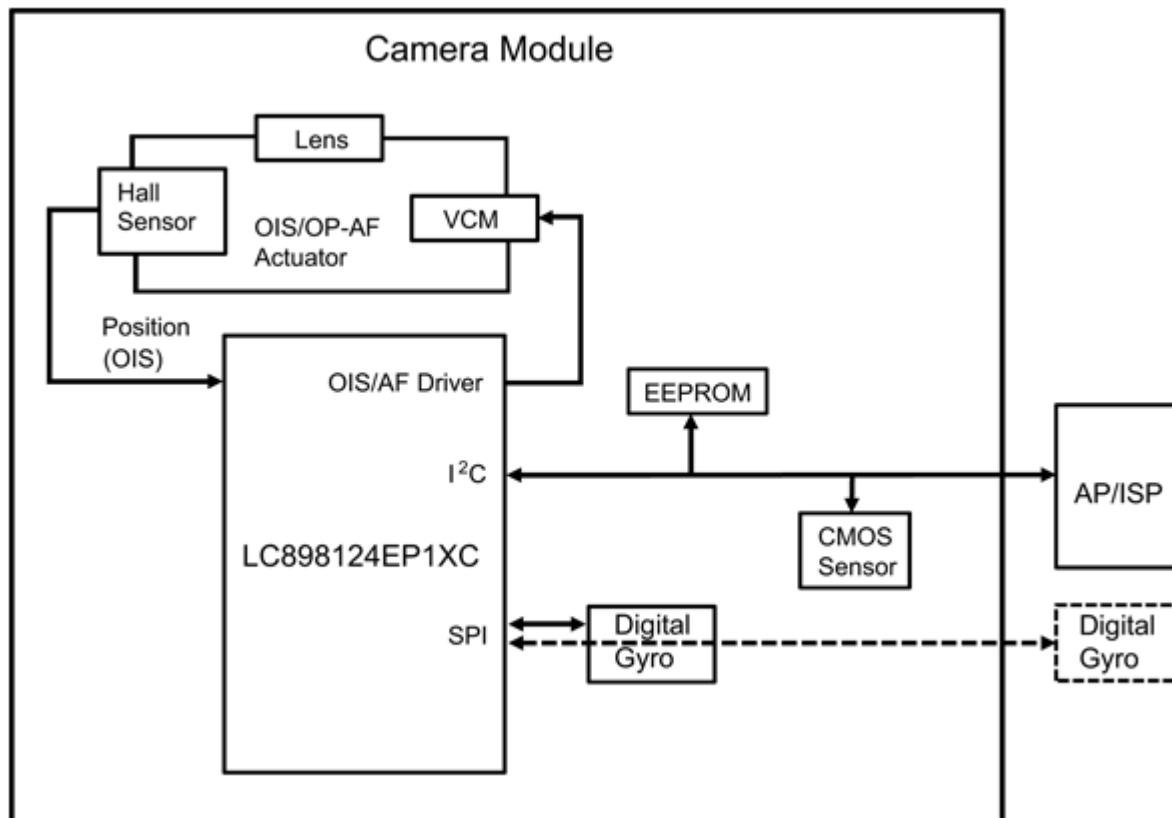 Camera Module
Lens
Hall
Sensor
VCM
OIS/OP-AF
Actuator
Position
(OIS)
OIS/AF Driver
EEPROM
I²C
AP/ISP
CMOS
Sensor
LC898124EP1XC
SPI
Digital
Gyro
Digital
Gyro